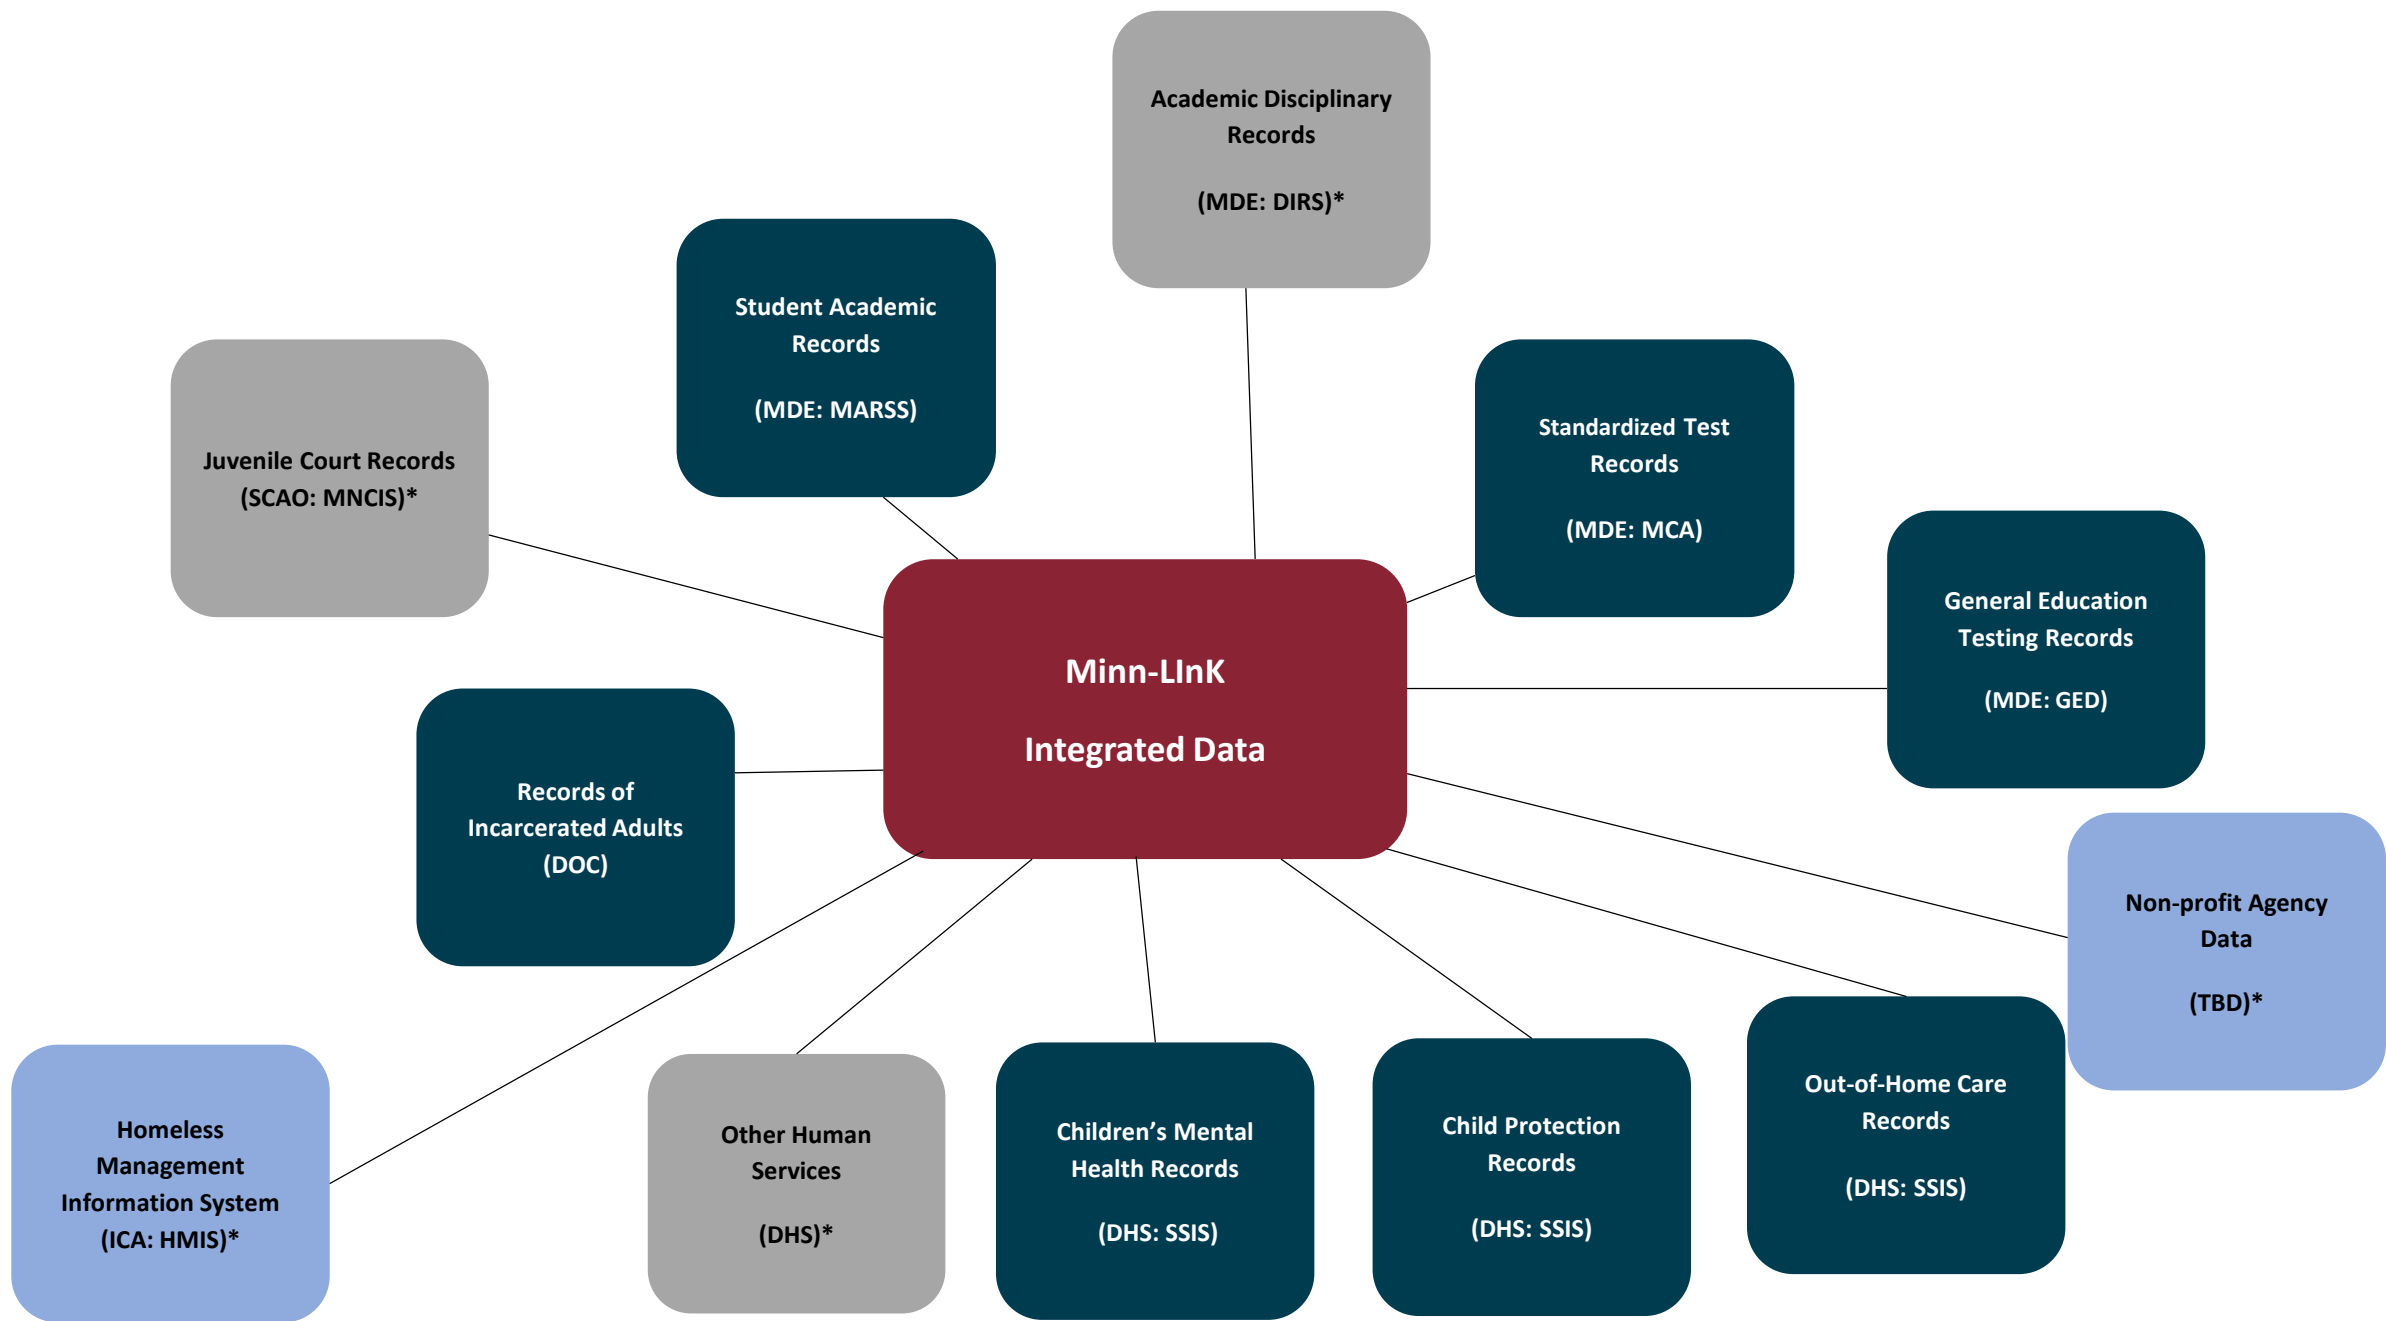 Academic Disciplinary
Records
(MDE: DIRS)*
Student Academic
Records
(MDE: MARSS)
Standardized Test
Records
(MDE: MCA)
Juvenile Court Records
(SCAO: MNCIS)*
General Education
Testing Records
(MDE: GED)
Minn-LInK
Integrated Data
Records of
Incarcerated Adults
(DOC)
Non-profit Agency
Data
(TBD)*
Homeless
Management
Information System
(ICA: HMIS)*
Other Human
Services
(DHS)*
Children’s Mental
Health Records
(DHS: SSIS)
Child Protection
Records
(DHS: SSIS)
Out-of-Home Care
Records
(DHS: SSIS)